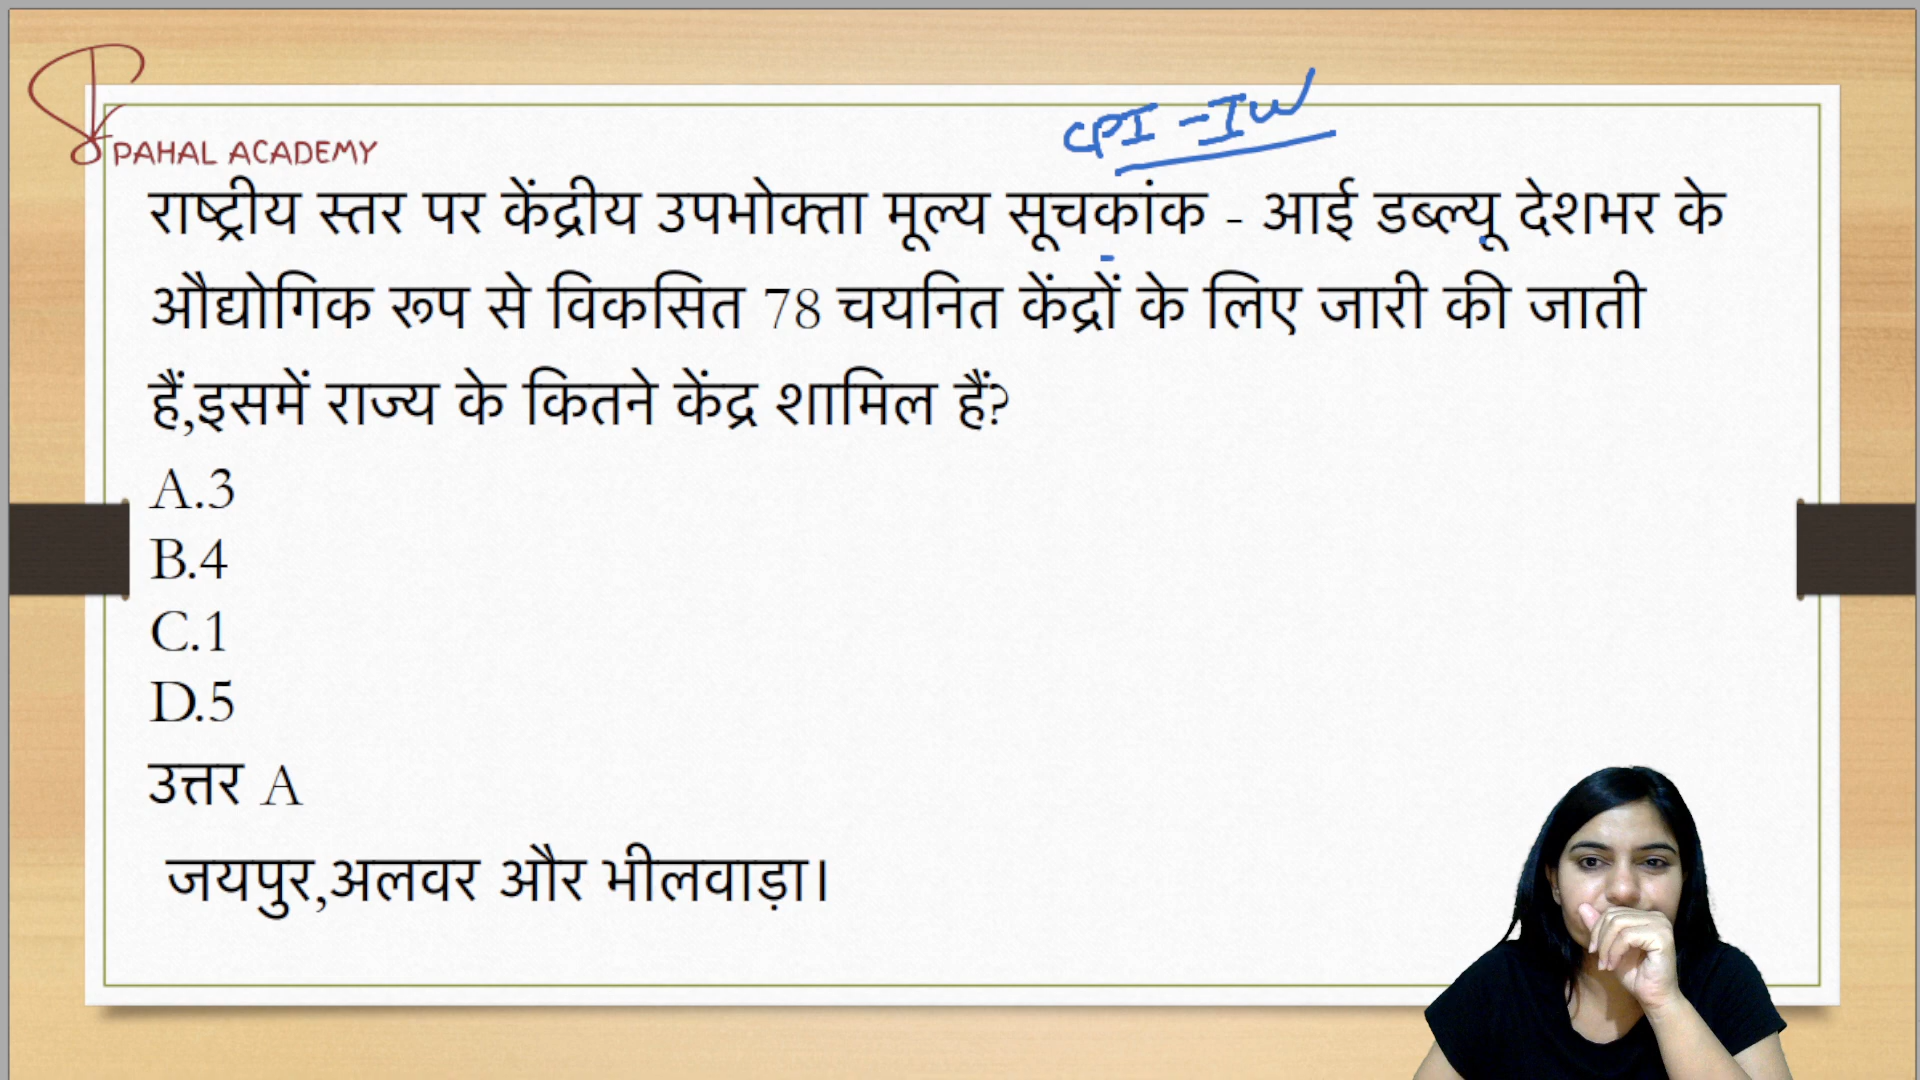 PAHAL ACADEMY
CPI - IW
राष्ट्रीय स्तर पर केंद्रीय उपभोक्ता मूल्य सूचकांक - आई डब्ल्यू देशभर के
औद्योगिक रूप से विकसित 78 चयनित केंद्रों के लिए जारी की जाती
हैं,इसमें राज्य के कितने केंद्र शामिल हैं?
A.3
B.4
C.1
D.5
उत्तर A
जयपुर,अलवर और भीलवाड़ा।